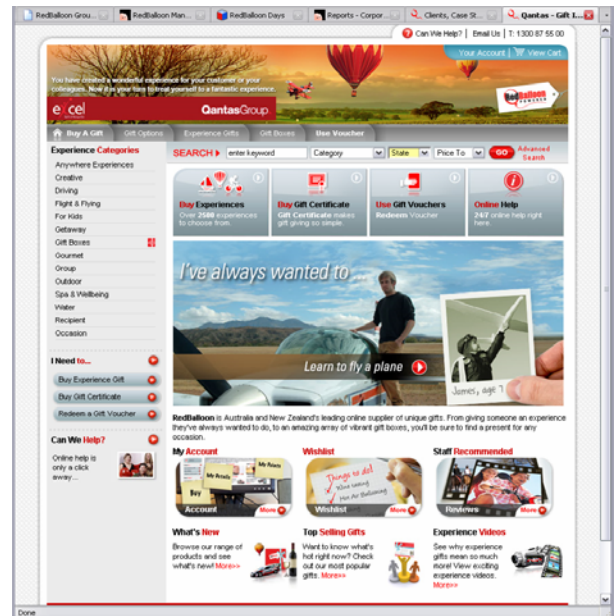 RedBalloon Grou...
RedBalloon Man...
RedBalloon Days
Reports - Corpor...
Clients, Case St...
Qantas - Gift I...
Can We Help? | Email Us | T: 1300 87 55 00
Your Account | View Cart
You have created a wonderful experience for your customer or your
colleagues. Now it is your turn to treat yourself to a fantastic experience.
RedBalloon
excel
QantasGroup
Buy A Gift
Gift Options
Experience Gifts
Gift Boxes
Use Voucher
Experience Categories
Anywhere Experiences
Creative
Driving
Flight & Flying
For Kids
Getaway
Gift Boxes
Gourmet
Group
Outdoor
Spa & Wellbeing
Water
Recipient
Occasion
I Need to...
Buy Experience Gift
Buy Gift Certificate
Redeem a Gift Voucher
Can We Help?
Online help is
only a click
away...
SEARCH
enter keyword
Category
State
Price To
GO
Advanced
Search
Buy Experiences
Over 2500 experiences
to choose from.
Buy Gift Certificate
Gift Certificate makes
gift giving so simple.
Use Gift Vouchers
Redeem Voucher
Online Help
24/7 online help right
here.
I've always wanted to...
Learn to fly a plane
James, age 7
RedBalloon is Australia and New Zealand's leading online supplier of unique gifts. From giving someone an experience
they've always wanted to do, to an amazing array of vibrant gift boxes, you'll be sure to find a present for any
occasion.
My Account
My Points
My Points
Buy
Account
More
Wishlist
Things to do!
Wine tasting
Hot Air Ballooning
Wishlist
More
Staff Recommended
Reviews
More
What's New
Browse our range of
products and see
what's new! More>>
Top Selling Gifts
Want to know what's
hot right now? Check
out our most popular
gifts. More>>
Experience Videos
See why experience
gifts mean so much
more! View exciting
experience videos.
More>>
Done